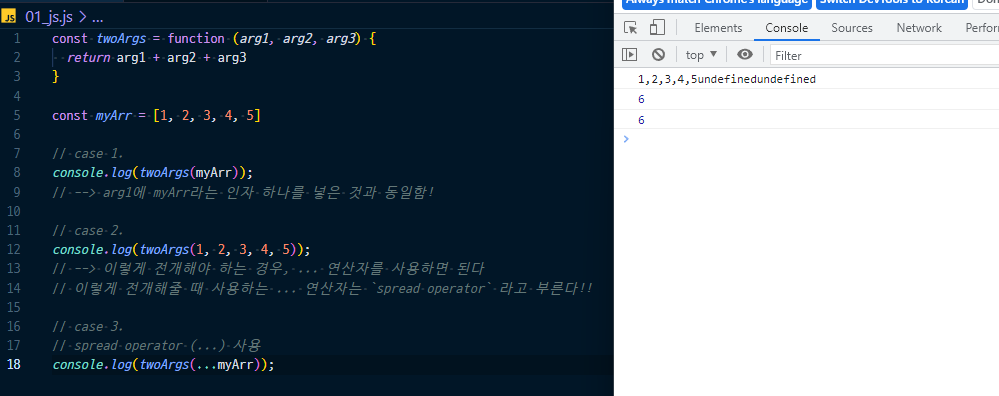 JS 01_js.js > ...
1 const twoArgs = function (arg1, arg2, arg3) {
2 return arg1 + arg2 + arg3
3 }
4
5 const myArr = [1, 2, 3, 4, 5]
6
7 // case 1.
8 console.log(twoArgs(myArr));
9 // --> arg1에 myArr라는 인자 하나를 넣은 것과 동일함!
10
11 // case 2.
12 console.log(twoArgs(1, 2, 3, 4, 5));
13 // --> 이렇게 전개해야 하는 경우, ... 연산자를 사용하면 된다
14 // 이렇게 전개해줄 때 사용하는 ... 연산자는 `spread operator` 라고 부른다!!
15
16 // case 3.
17 // spread operator (...) 사용
18 console.log(twoArgs(...myArr));
Always match Chrome's language
Switch DevTools to Korean
Elements Console Sources Network
top
Filter
1,2,3,4,5undefinedundefined
6
6
>